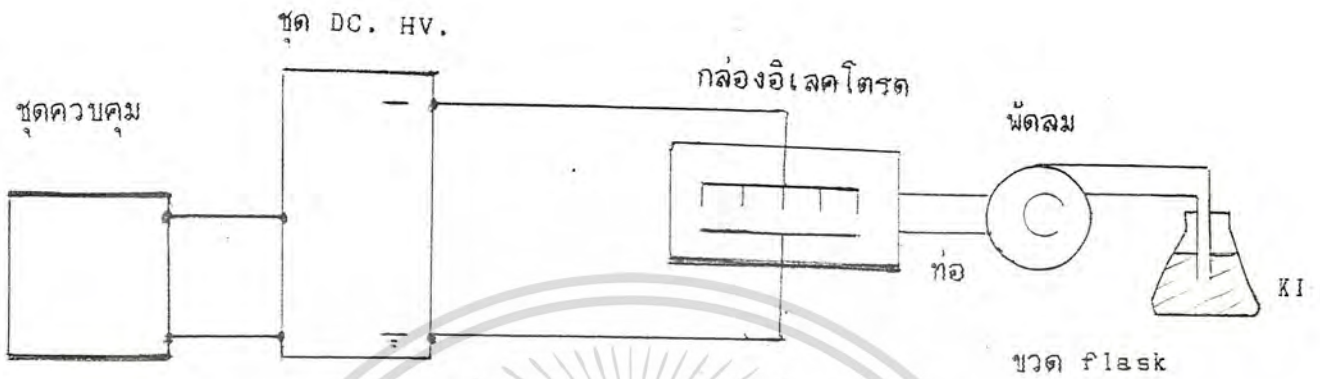 ชุด DC. HV.
กล่องอิเลคโตรด
ชุดควบคุม
พัดลม
ท่อ
KI
ขวด flask